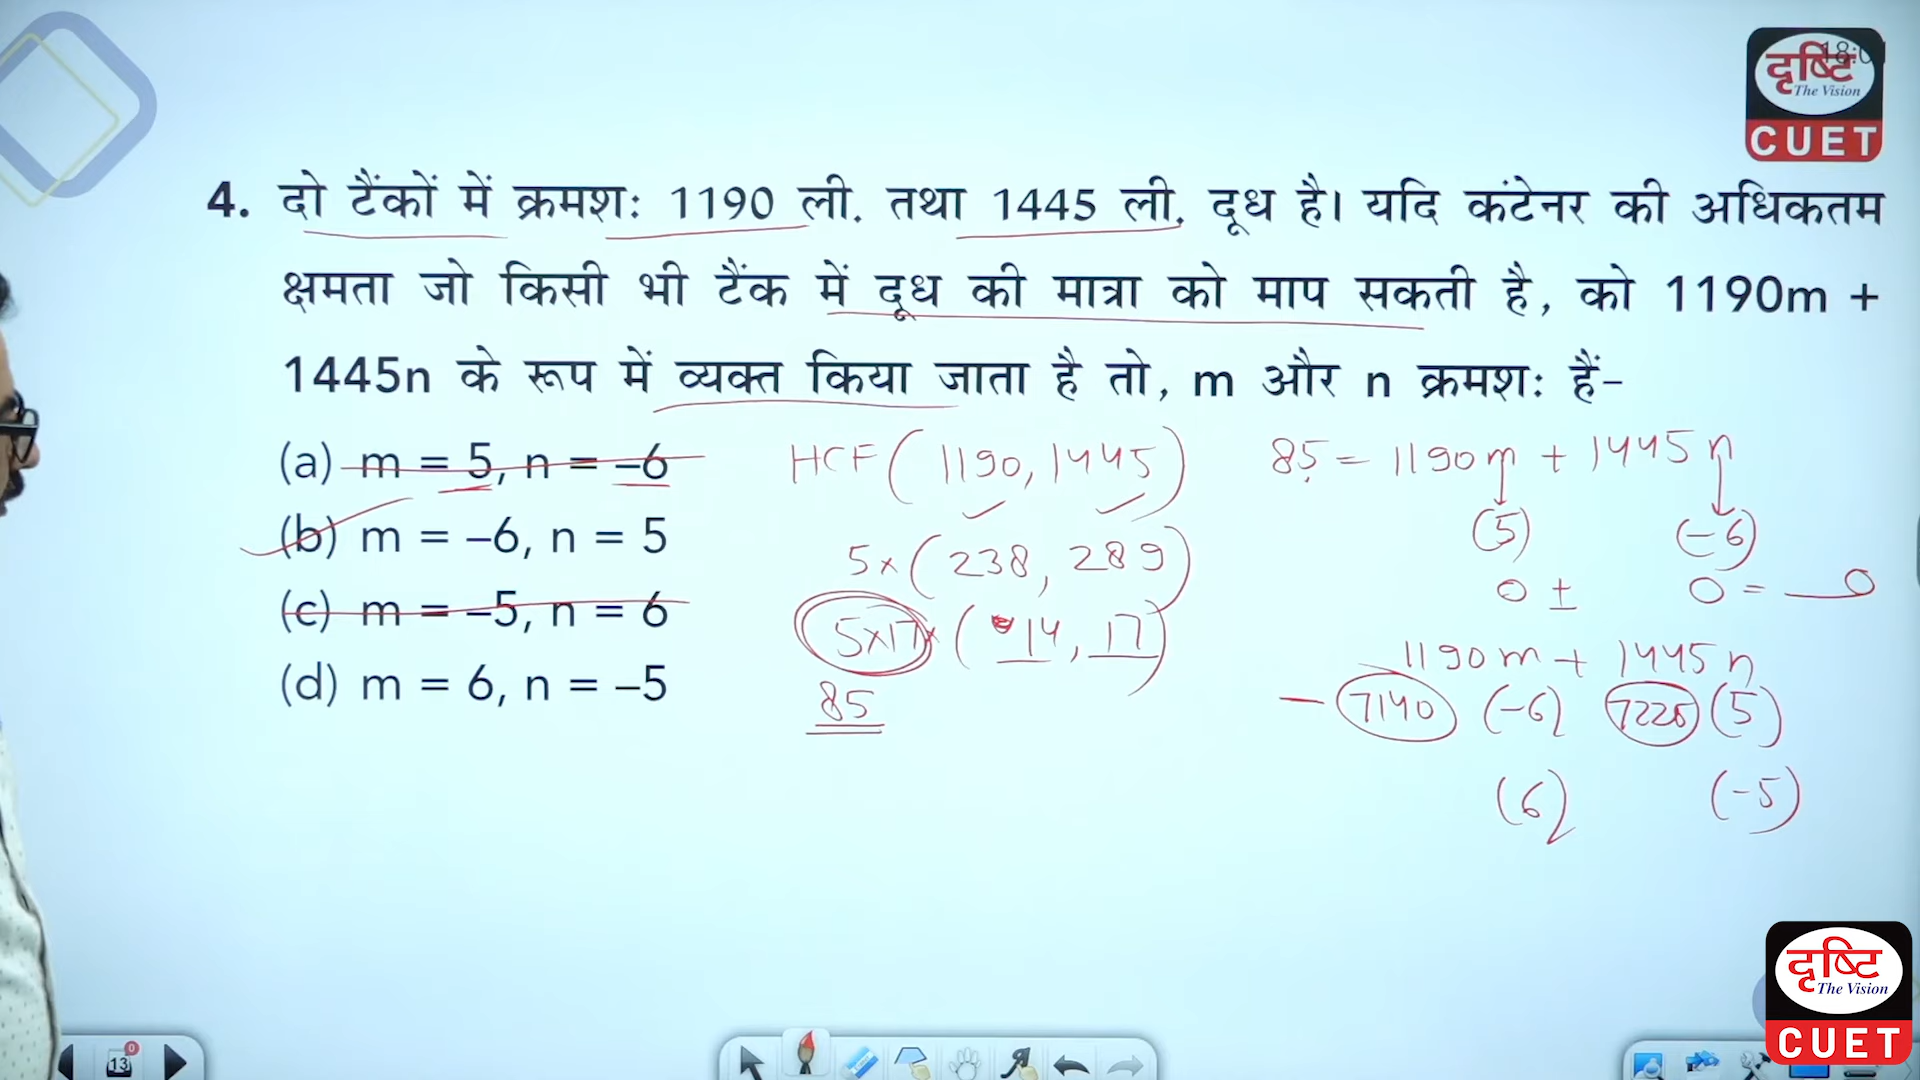 दृष्टि
The Vision
CUET
4. दो टैंकों में क्रमशः 1190 ली. तथा 1445 ली. दूध है। यदि कंटेनर की अधिकतम
क्षमता जो किसी भी टैंक में दूध की मात्रा को माप सकती है, को 1190m +
1445n के रूप में व्यक्त किया जाता है तो, m और n क्रमशः हैं-
(a) m = 5, n = –6
(b) m = –6, n = 5
(c) m = –5, n = 6
(d) m = 6, n = –5
HCF (1190, 1445)
5× (238, 289)
5×17× (14, 17)
85
85 = 1190m + 1445n
(5) (-6)
0 ± 0 = 0
1190m + 1445n
- 7140 (-6) 7225 (5)
(6) (-5)
13
0
दृष्टि
The Vision
CUET